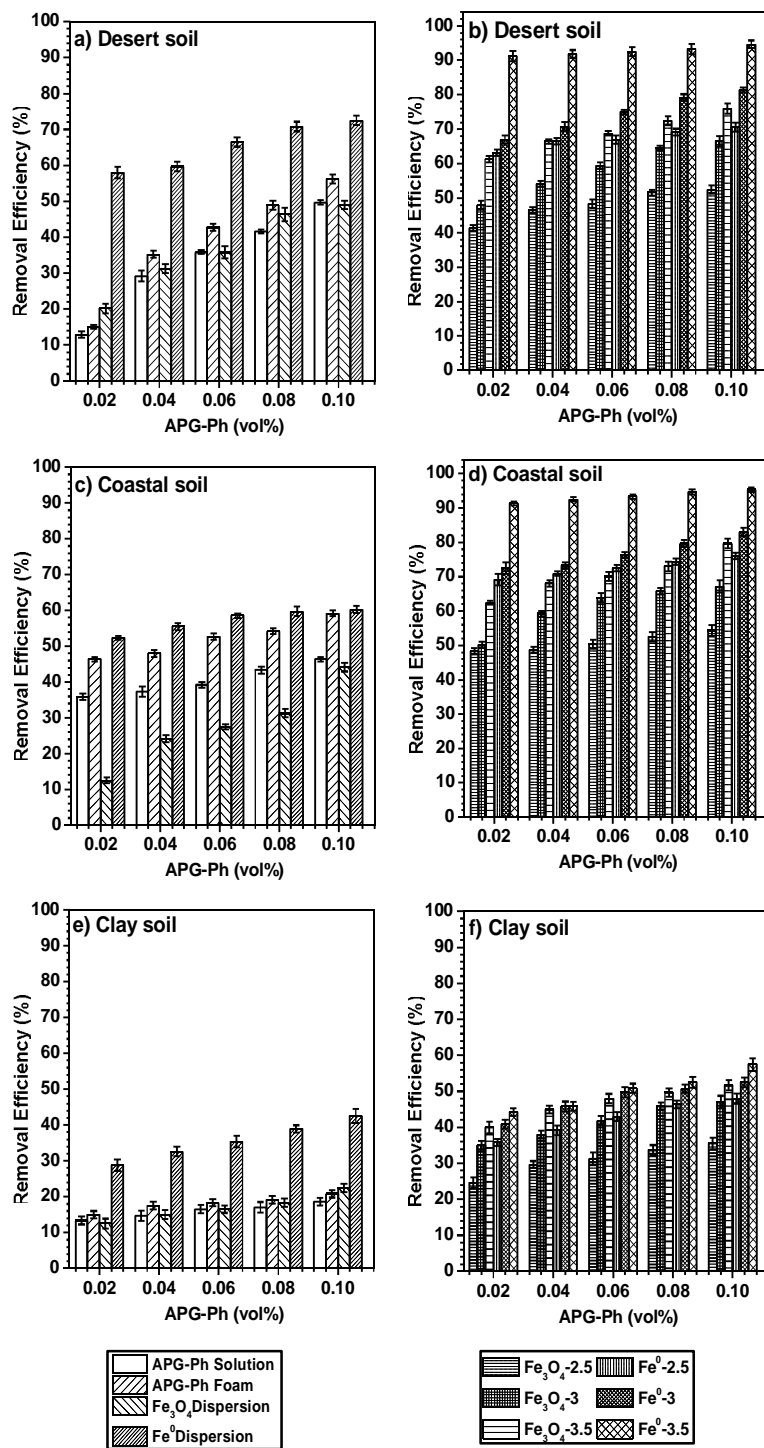 a) Desert soil
Removal Efficiency (%)
100
90
80
70
60
50
40
30
20
10
0
0.02 0.04 0.06 0.08 0.10
APG-Ph (vol%)
b) Desert soil
Removal Efficiency (%)
100
90
80
70
60
50
40
30
20
10
0
0.02 0.04 0.06 0.08 0.10
APG-Ph (vol%)
c) Coastal soil
Removal Efficiency (%)
100
90
80
70
60
50
40
30
20
10
0
0.02 0.04 0.06 0.08 0.10
APG-Ph (vol%)
d) Coastal soil
Removal Efficiency (%)
100
90
80
70
60
50
40
30
20
10
0
0.02 0.04 0.06 0.08 0.10
APG-Ph (vol%)
e) Clay soil
Removal Efficiency (%)
100
90
80
70
60
50
40
30
20
10
0
0.02 0.04 0.06 0.08 0.10
APG-Ph (vol%)
f) Clay soil
Removal Efficiency (%)
100
90
80
70
60
50
40
30
20
10
0
0.02 0.04 0.06 0.08 0.10
APG-Ph (vol%)
APG-Ph Solution
APG-Ph Foam
Fe₃O₄Dispersion
Fe⁰Dispersion
Fe₃O₄-2.5 Fe⁰-2.5
Fe₃O₄-3 Fe⁰-3
Fe₃O₄-3.5 Fe⁰-3.5